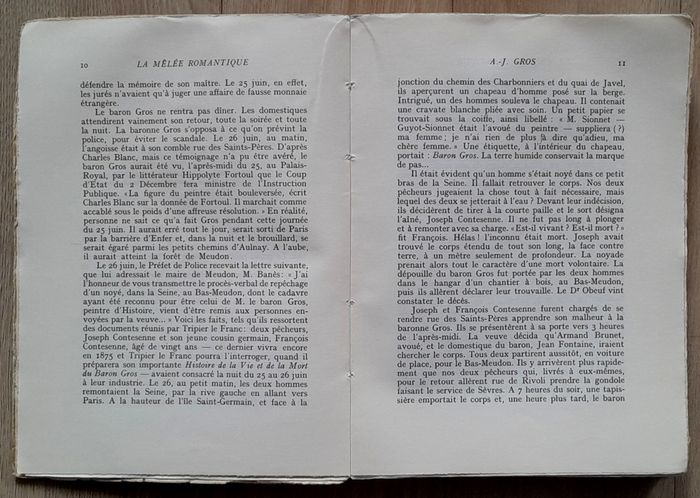 10 LA MÊLÉE ROMANTIQUE
défendre la mémoire de son maître. Le 25 juin, en effet,
les jurés n'avaient qu'à juger une affaire de fausse monnaie
étrangère.
Le baron Gros ne rentra pas dîner. Les domestiques
attendirent vainement son retour, toute la soirée et toute
la nuit. La baronne Gros s'opposa à ce qu'on prévint la
police, pour éviter le scandale. Le 26 juin, au matin,
l'angoisse était à son comble rue des Saints-Pères. D'après
Charles Blanc, mais ce témoignage n'a pu être avéré, le
baron Gros aurait été vu, l'après-midi du 25, au Palais-
Royal, par le littérateur Hippolyte Fortoul que le Coup
d'Etat du 2 Décembre fera ministre de l'Instruction
Publique. «La figure du peintre était bouleversée, écrit
Charles Blanc sur la donnée de Fortoul. Il marchait comme
accablé sous le poids d'une affreuse résolution. » En réalité,
personne ne sait ce qu'a fait Gros pendant cette journée
du 25 juin. Il aurait erré tout le jour, serait sorti de Paris
par la barrière d'Enfer et, dans la nuit et le brouillard, se
serait égaré par les petits chemins d'Aulnay. A l'aube,
il aurait atteint la forêt de Meudon.
Le 26 juin, le Préfet de Police recevait la lettre suivante,
que lui adressait le maire de Meudon, M. Banès: « J'ai
l'honneur de vous transmettre le procès-verbal de repêchage
d'un noyé, dans la Seine, au Bas-Meudon, dont le cadavre
ayant été reconnu pour être celui de M. le baron Gros,
peintre d'Histoire, vient d'être remis aux personnes en-
voyées par la veuve... » Voici les faits, tels qu'ils ressortent
des documents réunis par Tripier le Franc : deux pêcheurs,
Joseph Contesenne et son jeune cousin germain, François
Contesenne, âgé de vingt ans — ce dernier vivra encore
en 1875 et Tripier le Franc pourra l'interroger, quand il
préparera son importante Histoire de la Vie et de la Mort
du Baron Gros — avaient consacré la nuit du 25 au 26 juin
à leur industrie. Le 26, au petit matin, les deux hommes
remontaient la Seine, par la rive gauche en allant vers
Paris. A la hauteur de l'île Saint-Germain, et face à la
A.-J. GROS 11
jonction du chemin des Charbonniers et du quai de Javel,
ils aperçurent un chapeau d'homme posé sur la berge.
Intrigué, un des hommes souleva le chapeau. Il contenait
une cravate blanche pliée avec soin. Un petit papier se
trouvait sous la coiffe, ainsi libellé : « M. Sionnet —
Guyot-Sionnet était l'avoué du peintre — suppliera (?)
ma femme ; je n'ai rien de plus à dire qu'adieu, ma
chère femme. » Une étiquette, à l'intérieur du chapeau,
portait : Baron Gros. La terre humide conservait la marque
de pas...
Il était évident qu'un homme s'était noyé dans ce petit
bras de la Seine. Il fallait retrouver le corps. Nos deux
pêcheurs jugeaient la chose tout à fait nécessaire, mais
lequel des deux se jetterait à l'eau ? Devant leur indécision,
ils décidèrent de tirer à la courte paille et le sort désigna
l'aîné, Joseph Contesenne. Il ne fut pas long à plonger
et à remonter avec sa charge. «Est-il vivant ? Est-il mort ? »
fit François. Hélas ! l'inconnu était mort. Joseph avait
trouvé le corps étendu de tout son long, la face contre
terre, à un mètre seulement de profondeur. La noyade
prenait alors tout le caractère d'une mort volontaire. La
dépouille du baron Gros fut portée par les deux hommes
dans le hangar d'un chantier à bois, au Bas-Meudon,
puis ils allèrent déclarer leur trouvaille. Le Dr Obeuf vint
constater le décès.
Joseph et François Contesenne furent chargés de se
rendre rue des Saints-Pères apprendre son malheur à la
baronne Gros. Ils se présentèrent à sa porte vers 3 heures
de l'après-midi. La veuve décida qu'Armand Brunet,
avoué, et le domestique du baron, Jean Fontaine, iraient
chercher le corps. Tous deux partirent aussitôt, en voiture
de place, pour le Bas-Meudon. Ils y arrivèrent plus rapide-
ment que nos deux pêcheurs qui, livrés à eux-mêmes,
pour le retour allèrent rue de Rivoli prendre la gondole
faisant le service de Sèvres. A 7 heures du soir, une tapis-
sière emportait le corps et, une heure plus tard, le baron